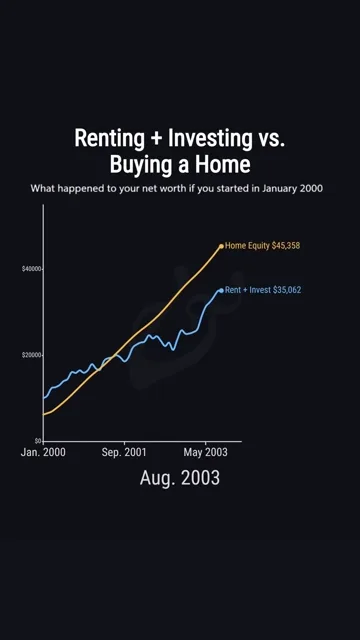 Renting + Investing vs.
Buying a Home
What happened to your net worth if you started in January 2000
Home Equity $45,358
$40000
Rent + Invest $35,062
$20000
$0
Jan. 2000
Sep. 2001
May 2003
Aug. 2003